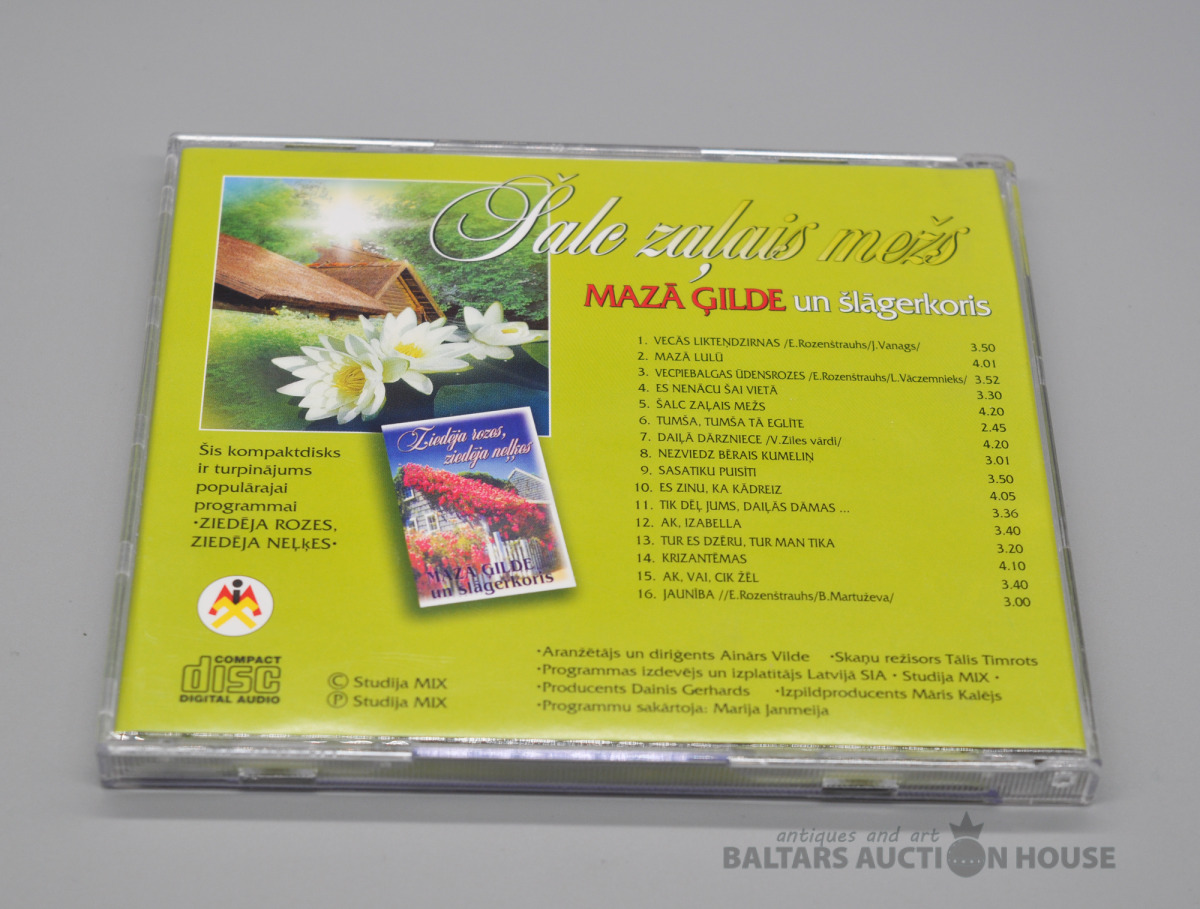 Šalc zaļais mežs
MAZĀ ĢILDE un šlāgerkoris
1. VECĀS LIKTEŅDZIRNAS /E.Rozenštrauhs/J.Vanags/ 3.50
2. MAZĀ LULŪ 4.01
3. VECPIEBALGAS ŪDENSROZES /E.Rozenštrauhs/L.Vāczemnieks/ 3.52
4. ES NENĀCU ŠAI VIETĀ 3.30
5. ŠALC ZAĻAIS MEŽS 4.20
6. TUMŠA, TUMŠA TĀ EGLĪTE 2.45
7. DAIĻĀ DĀRZNIECE /V.Zīles vārdi/ 4.20
8. NEZVIEDZ BĒRAIS KUMELIŅ 3.01
9. SASATIKU PUISĪTI 3.50
10. ES ZINU, KA KĀDREIZ 4.05
11. TIK DĒĻ JUMS, DAIĻĀS DĀMAS ... 3.36
12. AK, IZABELLA 3.40
13. TUR ES DZĒRU, TUR MAN TIKA 3.20
14. KRIZANTĒMAS 4.10
15. AK, VAI, CIK ŽĒL 3.40
16. JAUNĪBA //E.Rozenštrauhs/B.Martuževa/ 3.00
Šis kompaktdisks
ir turpinājums
populārajai
programmai
•ZIEDĒJA ROZES,
ZIEDĒJA NEĻĶES•
Ziedēja rozes,
ziedēja neļķes
MAZĀ ĢILDE
un šlāgerkoris
MiX
COMPACT
disc
DIGITAL AUDIO
© Studija MIX
℗ Studija MIX
•Aranžētājs un diriģents Ainārs Vilde •Skaņu režisors Tālis Timrots
•Programmas izdevējs un izplatītājs Latvijā SIA • Studija MIX •
•Producents Dainis Gerhards •Izpildproducents Māris Kalējs
•Programmu sakārtoja: Marija Janmeija
antiques and art
BALTARS AUCTION HOUSE